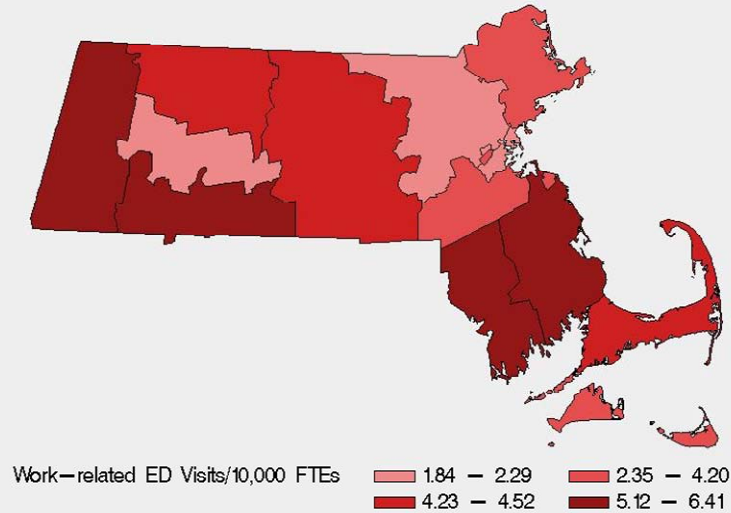 Work-related ED Visits/10,000 FTEs 1.84 - 2.29 2.35 - 4.20
4.23 - 4.52 5.12 - 6.41